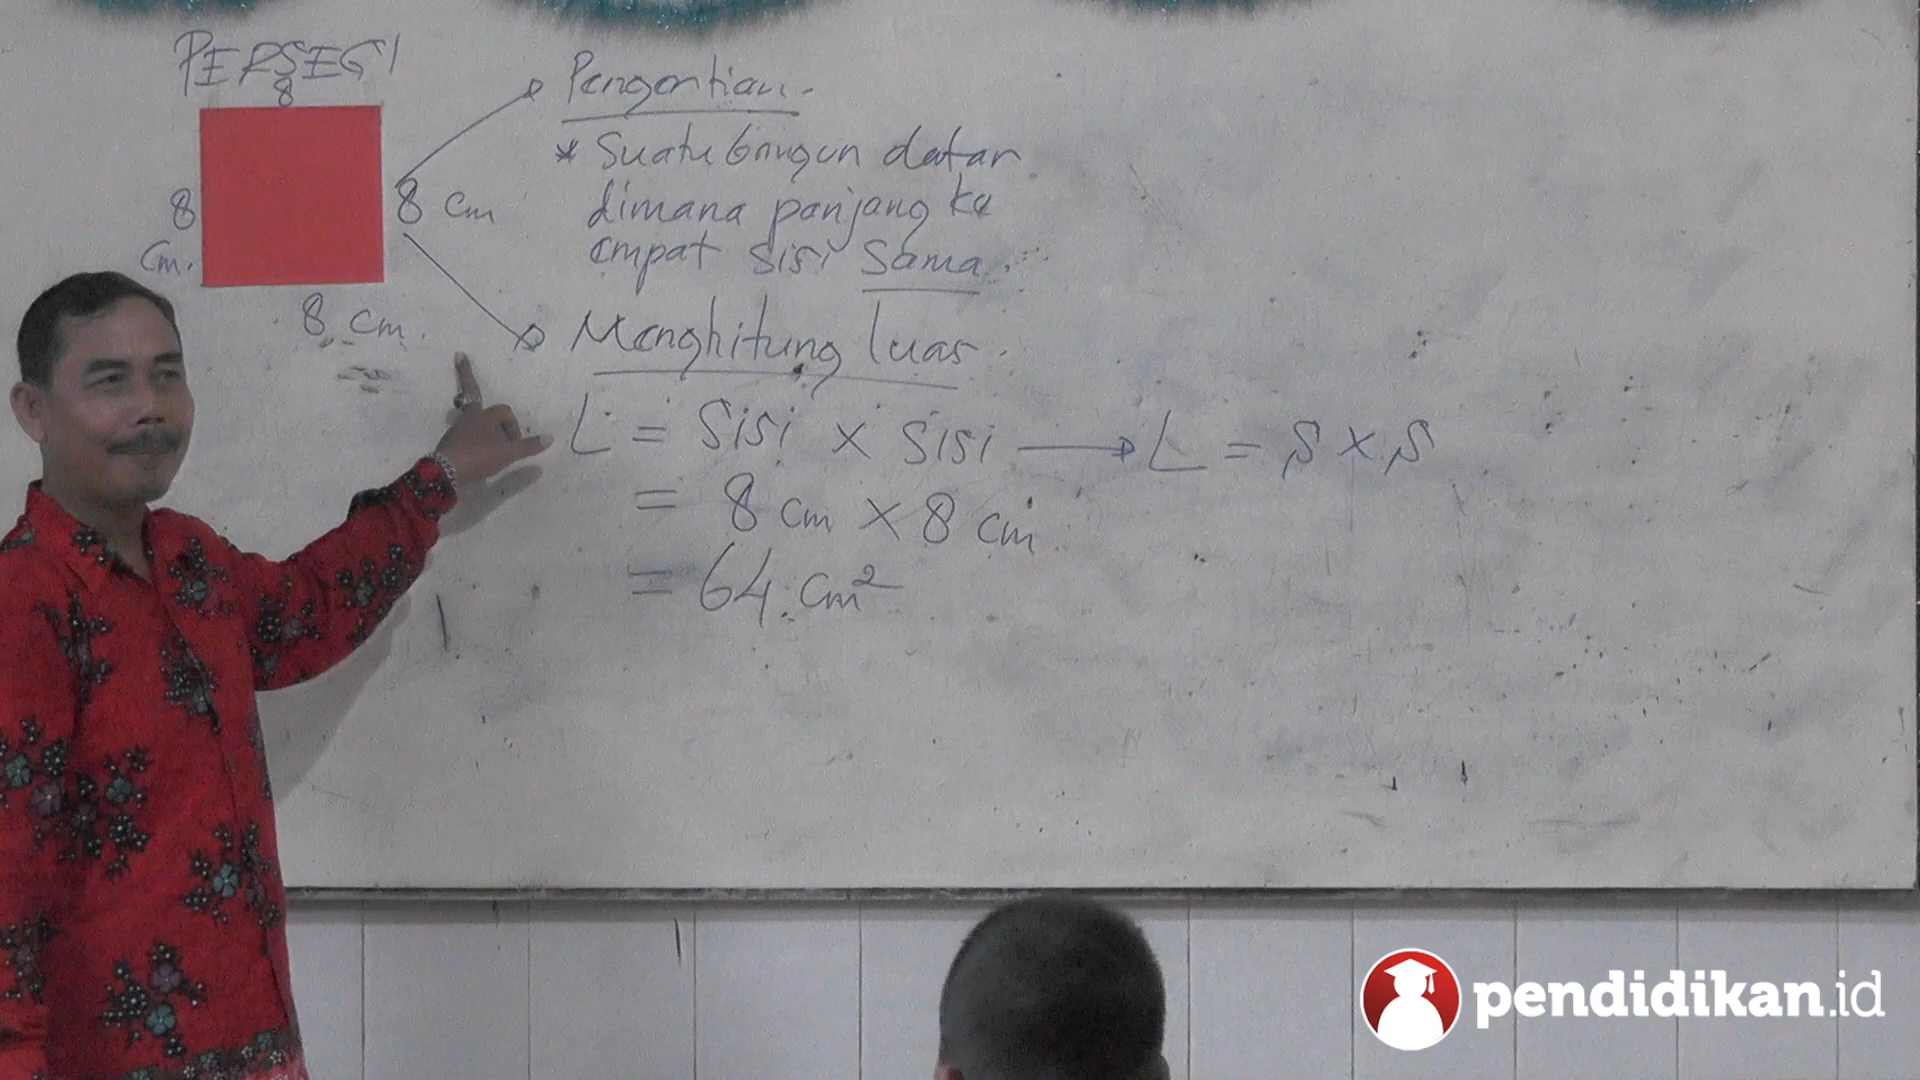 PERSEGI
8
8 cm.
8 cm
8 cm.
Pengertian.
* Suatu bangun datar
dimana panjang ke
empat sisi sama.
Menghitung luas.
L = sisi x sisi → L = s x s
= 8 cm x 8 cm
= 64 cm²
pendidikan.id